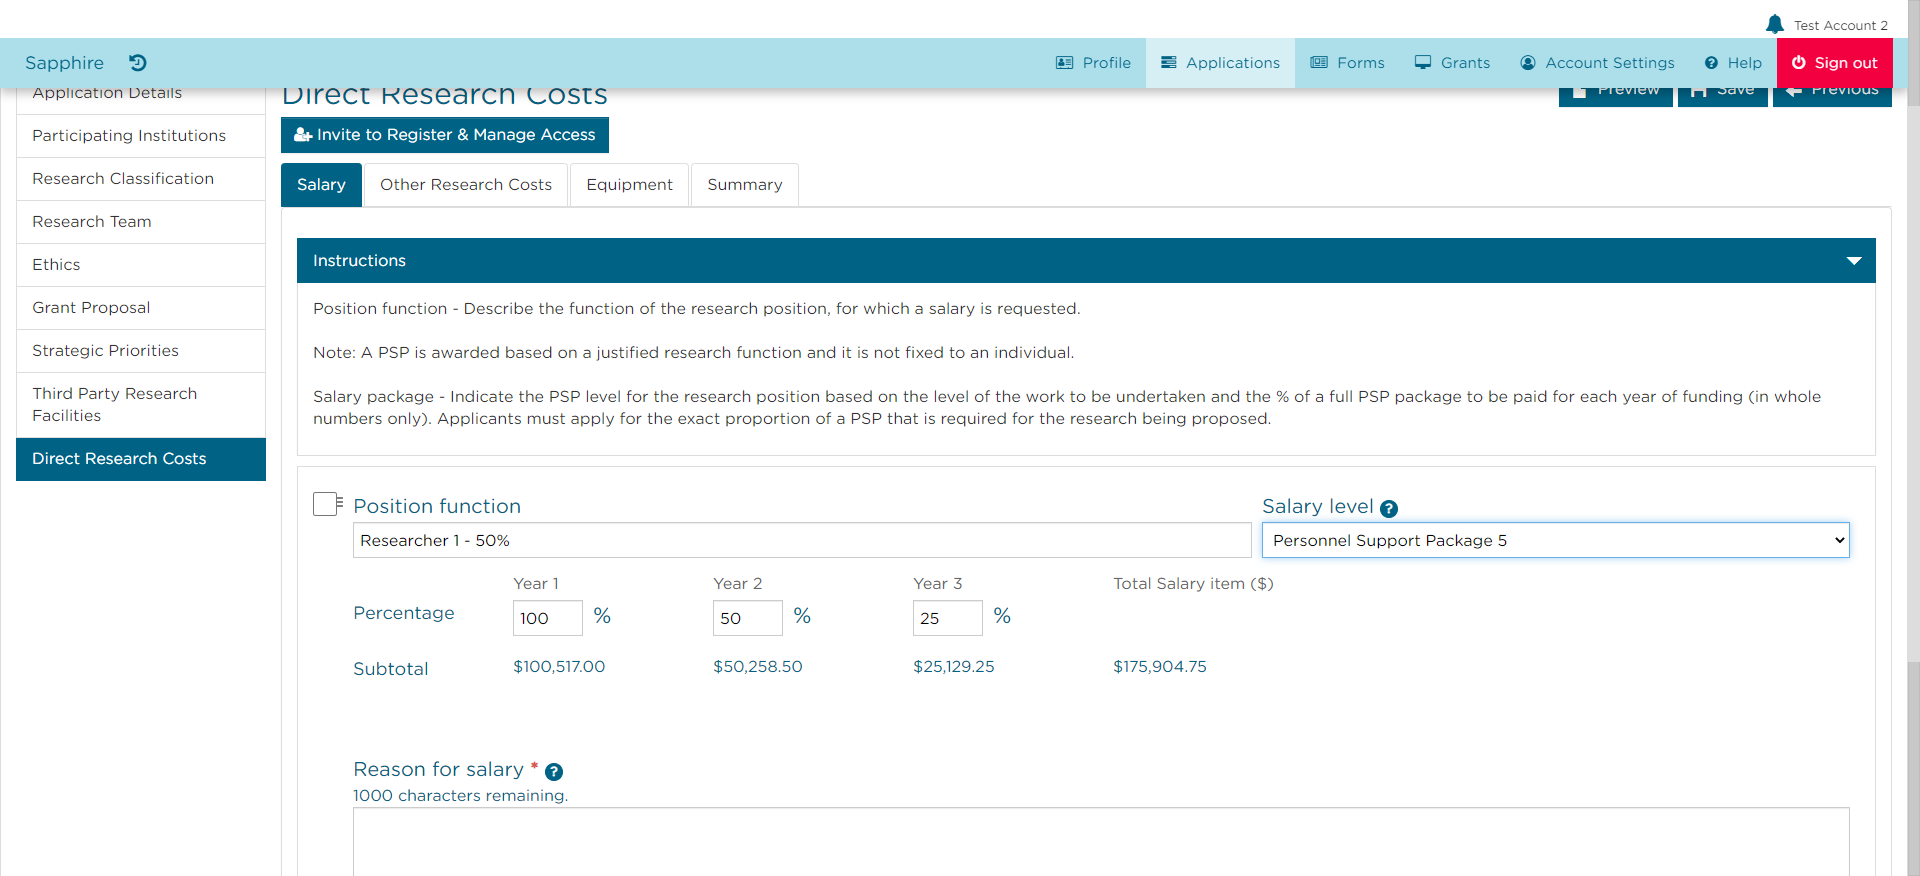 Test Account 2
Sapphire
Profile
Applications
Forms
Grants
Account Settings
Help
Sign out
Application Details
Participating Institutions
Research Classification
Research Team
Ethics
Grant Proposal
Strategic Priorities
Third Party Research
Facilities
Direct Research Costs
Direct Research Costs
Preview
Save
Previous
Invite to Register & Manage Access
Salary
Other Research Costs
Equipment
Summary
Instructions
Position function - Describe the function of the research position, for which a salary is requested.
Note: A PSP is awarded based on a justified research function and it is not fixed to an individual.
Salary package - Indicate the PSP level for the research position based on the level of the work to be undertaken and the % of a full PSP package to be paid for each year of funding (in whole
numbers only). Applicants must apply for the exact proportion of a PSP that is required for the research being proposed.
Position function
Salary level ?
Researcher 1 - 50%
Personnel Support Package 5
Year 1
Year 2
Year 3
Total Salary item ($)
Percentage
100 %
50 %
25 %
Subtotal
$100,517.00
$50,258.50
$25,129.25
$175,904.75
Reason for salary * ?
1000 characters remaining.